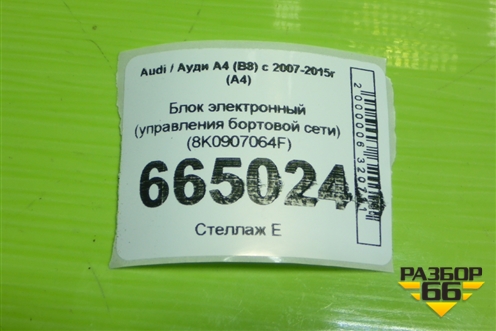 Audi / Ауди А4 (B8) с 2007-2015г
(A4)
Блок электронный
(управления бортовой сети)
(8K0907064F)
665024
Стеллаж Е
РАЗБОР
66